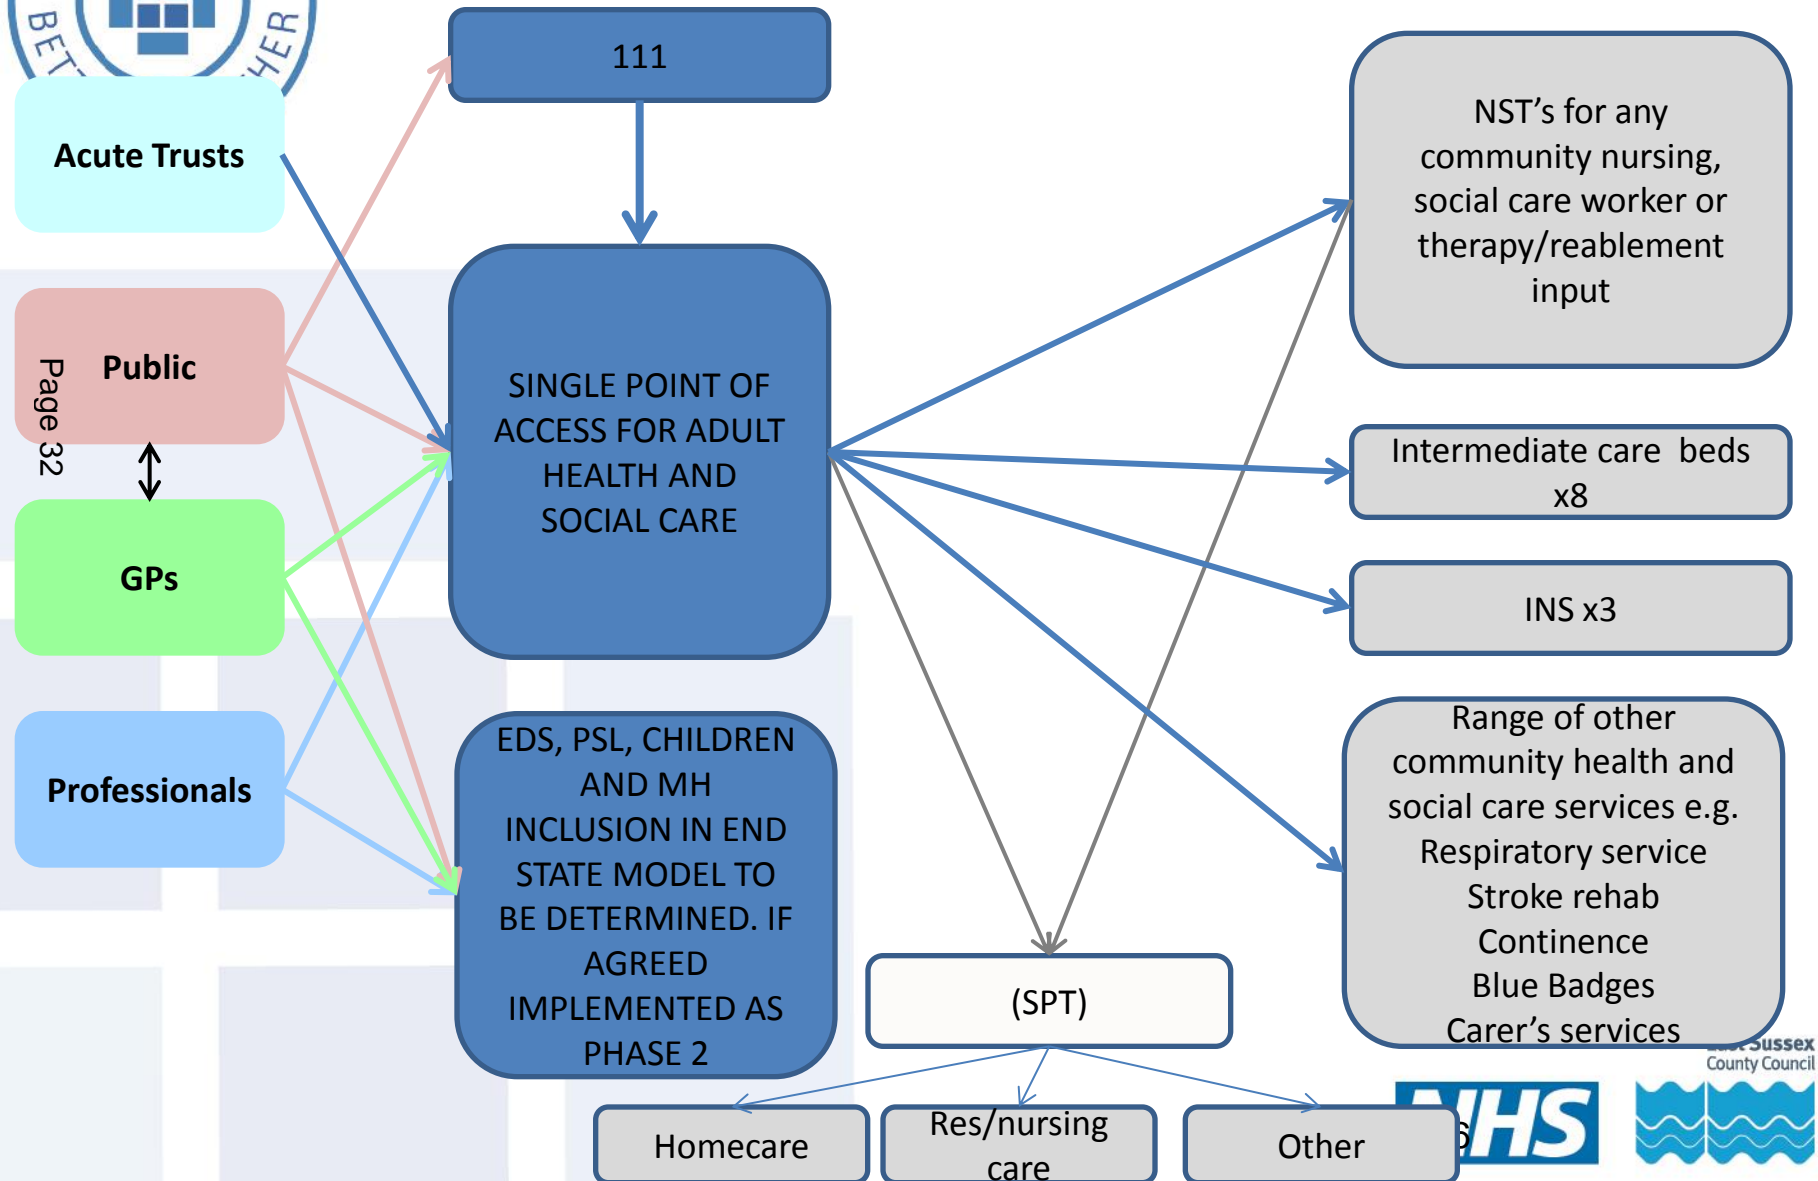 111
Acute Trusts
Public
Page 32
GPs
Professionals
SINGLE POINT OF
ACCESS FOR ADULT
HEALTH AND
SOCIAL CARE
EDS, PSL, CHILDREN
AND MH
INCLUSION IN END
STATE MODEL TO
BE DETERMINED. IF
AGREED
IMPLEMENTED AS
PHASE 2
NST’s for any
community nursing,
social care worker or
therapy/reablement
input
Intermediate care beds
x8
INS x3
Range of other
community health and
social care services e.g.
Respiratory service
Stroke rehab
Continence
Blue Badges
Carer’s services
(SPT)
Homecare
Res/nursing
care
Other
NHS
Sussex
County Council